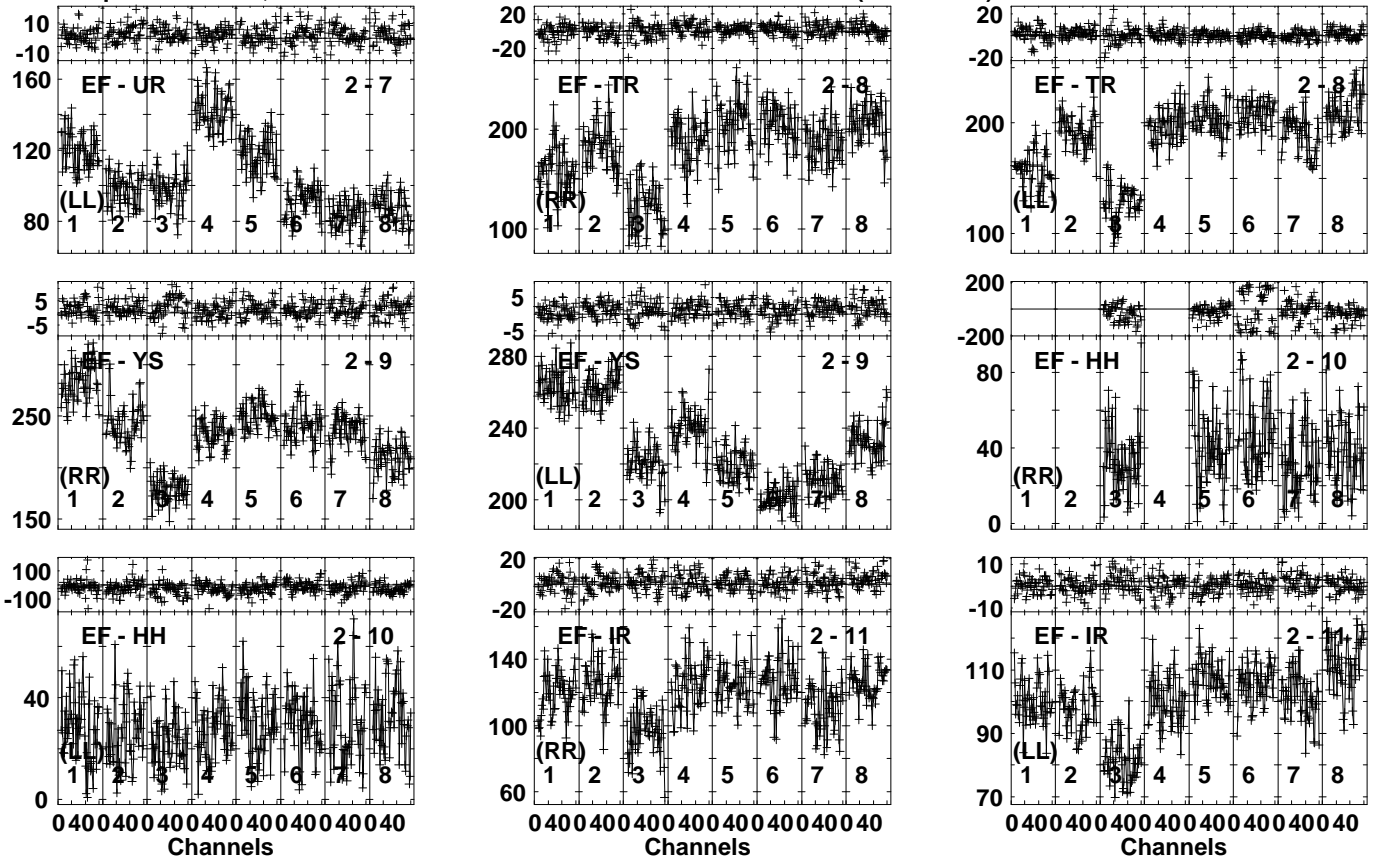 10 20 20
-10 -20 -20
160 EF - UR 2 - 7 EF - TR 2 - 8 EF - TR 2 - 8
200 200
120
(LL) (RR) (LL)
80 1 2 3 4 5 6 7 8 100 1 2 3 4 5 6 7 8 100 1 2 3 4 5 6 7 8
5 5 200
-5 -5 -200
EF - YS 2 - 9 280 EF - YS 2 - 9 80 EF - HH 2 - 10
250 240 40
(RR) (LL) (RR)
1 2 3 4 5 6 7 8 200 1 2 3 4 5 6 7 8 1 2 3 4 5 6 7 8
150 0
100 20 10
-100 -20 -10
EF - HH 2 - 10 EF - IR 2 - 11 EF - IR 2 - 11
140 110
40 100 90
(LL) (RR) (LL)
1 2 3 4 5 6 7 8 1 2 3 4 5 6 7 8 1 2 3 4 5 6 7 8
0 60 70
0 40 0 40 0 40 0 40 0 40 0 40 0 40 0 40 0 40 0 40 0 40 0 40 0 40 0 40 0 40 0 40 0 40 0 40 0 40 0 40 0 40 0 40 0 40 0 40
Channels Channels Channels